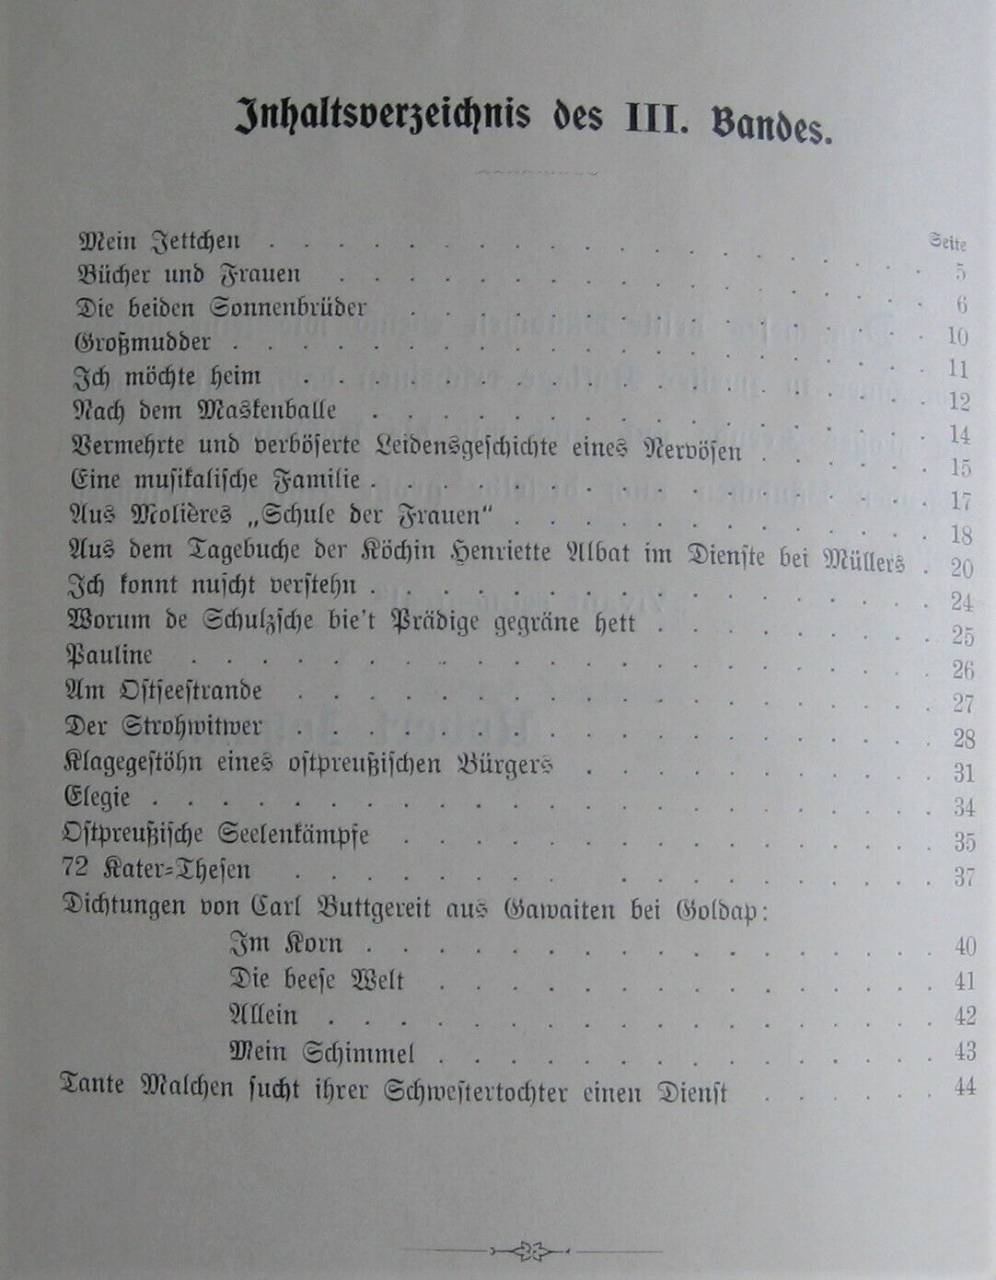 Inhaltsverzeichnis des III. Bandes.
Seite
Mein Jettchen . . . . . . . . . . . . . . . . . . . 5
Bücher und Frauen . . . . . . . . . . . . . . . . . 6
Die beiden Sonnenbrüder . . . . . . . . . . . . . . . 10
Großmudder . . . . . . . . . . . . . . . . . . . . 11
Ich möchte heim . . . . . . . . . . . . . . . . . . 12
Nach dem Maskenballe . . . . . . . . . . . . . . . . 14
Vermehrte und verböserte Leidensgeschichte eines Nervösen . . . . . 15
Eine musikalische Familie . . . . . . . . . . . . . . . . 17
Aus Molières „Schule der Frauen“ . . . . . . . . . . . . 18
Aus dem Tagebuche der Köchin Henriette Albat im Dienste bei Müllers . 20
Ich konnt nuscht verstehn . . . . . . . . . . . . . . . . 24
Worum de Schulzsche bie't Prädige gegräne hett . . . . . . . . 25
Pauline . . . . . . . . . . . . . . . . . . . . . 26
Am Ostseestrande . . . . . . . . . . . . . . . . . . 27
Der Strohwitwer . . . . . . . . . . . . . . . . . . 28
Klagegestöhn eines ostpreußischen Bürgers . . . . . . . . . . 31
Elegie . . . . . . . . . . . . . . . . . . . . . . 34
Ostpreußische Seelenkämpfe . . . . . . . . . . . . . . . 35
72 Kater-Thesen . . . . . . . . . . . . . . . . . 37
Dichtungen von Carl Buttgereit aus Gawaiten bei Goldap:
Im Korn . . . . . . . . . . . . . . . . 40
Die beese Welt . . . . . . . . . . . . . . 41
Allein . . . . . . . . . . . . . . . . . 42
Mein Schimmel . . . . . . . . . . . . . . 43
Tante Malchen sucht ihrer Schwestertochter einen Dienst . . . . . 44